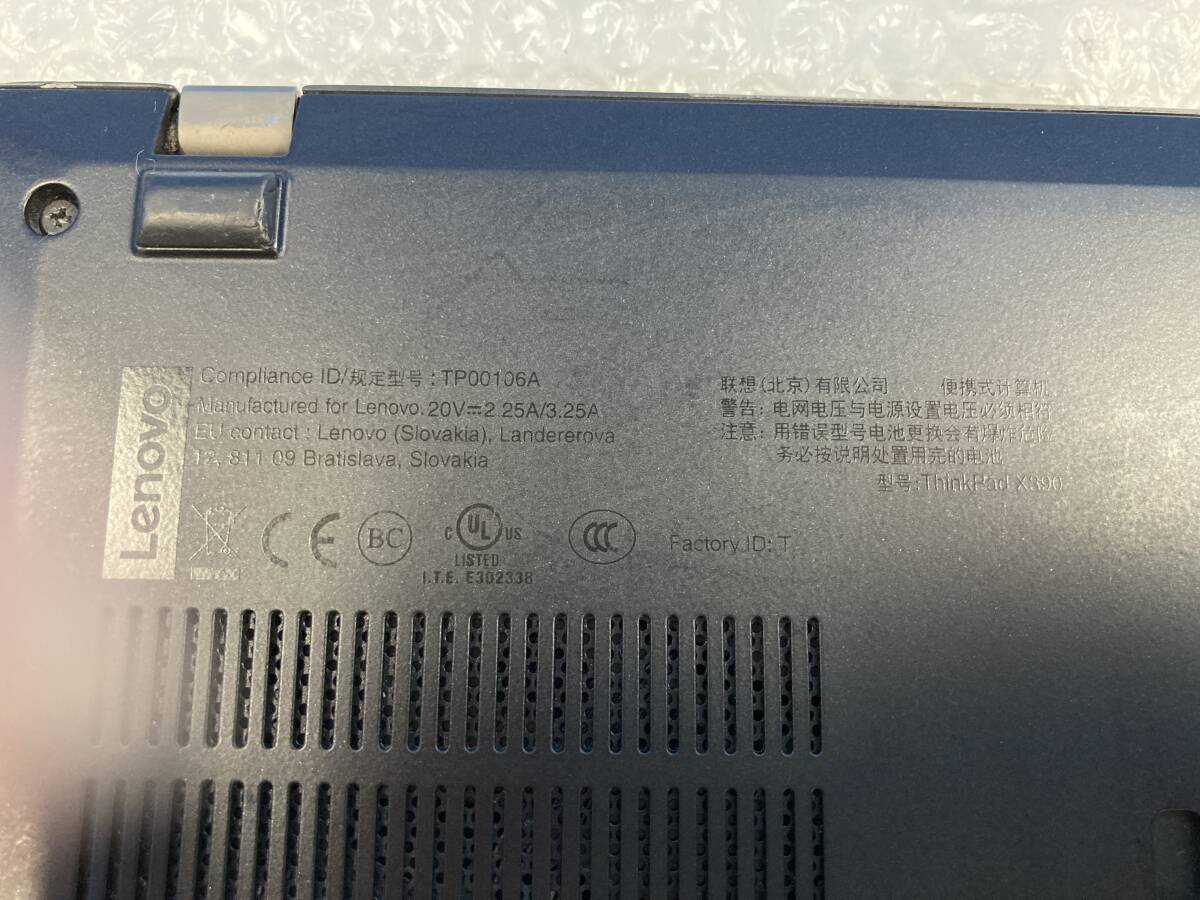 Lenovo
Compliance ID/规定型号 : TP00106A
Manufactured for Lenovo. 20V⎓2.25A/3.25A
EU contact : Lenovo (Slovakia), Landererova
12, 811 09 Bratislava, Slovakia
联想(北京)有限公司 便携式计算机
警告: 电网电压与电源设置电压必须相符
注意: 用错误型号电池更换会有爆炸危险
务必按说明处置用完的电池
型号: ThinkPad X390
CE
BC
C UL US
LISTED
I.T.E. E302338
CCC
Factory ID: T